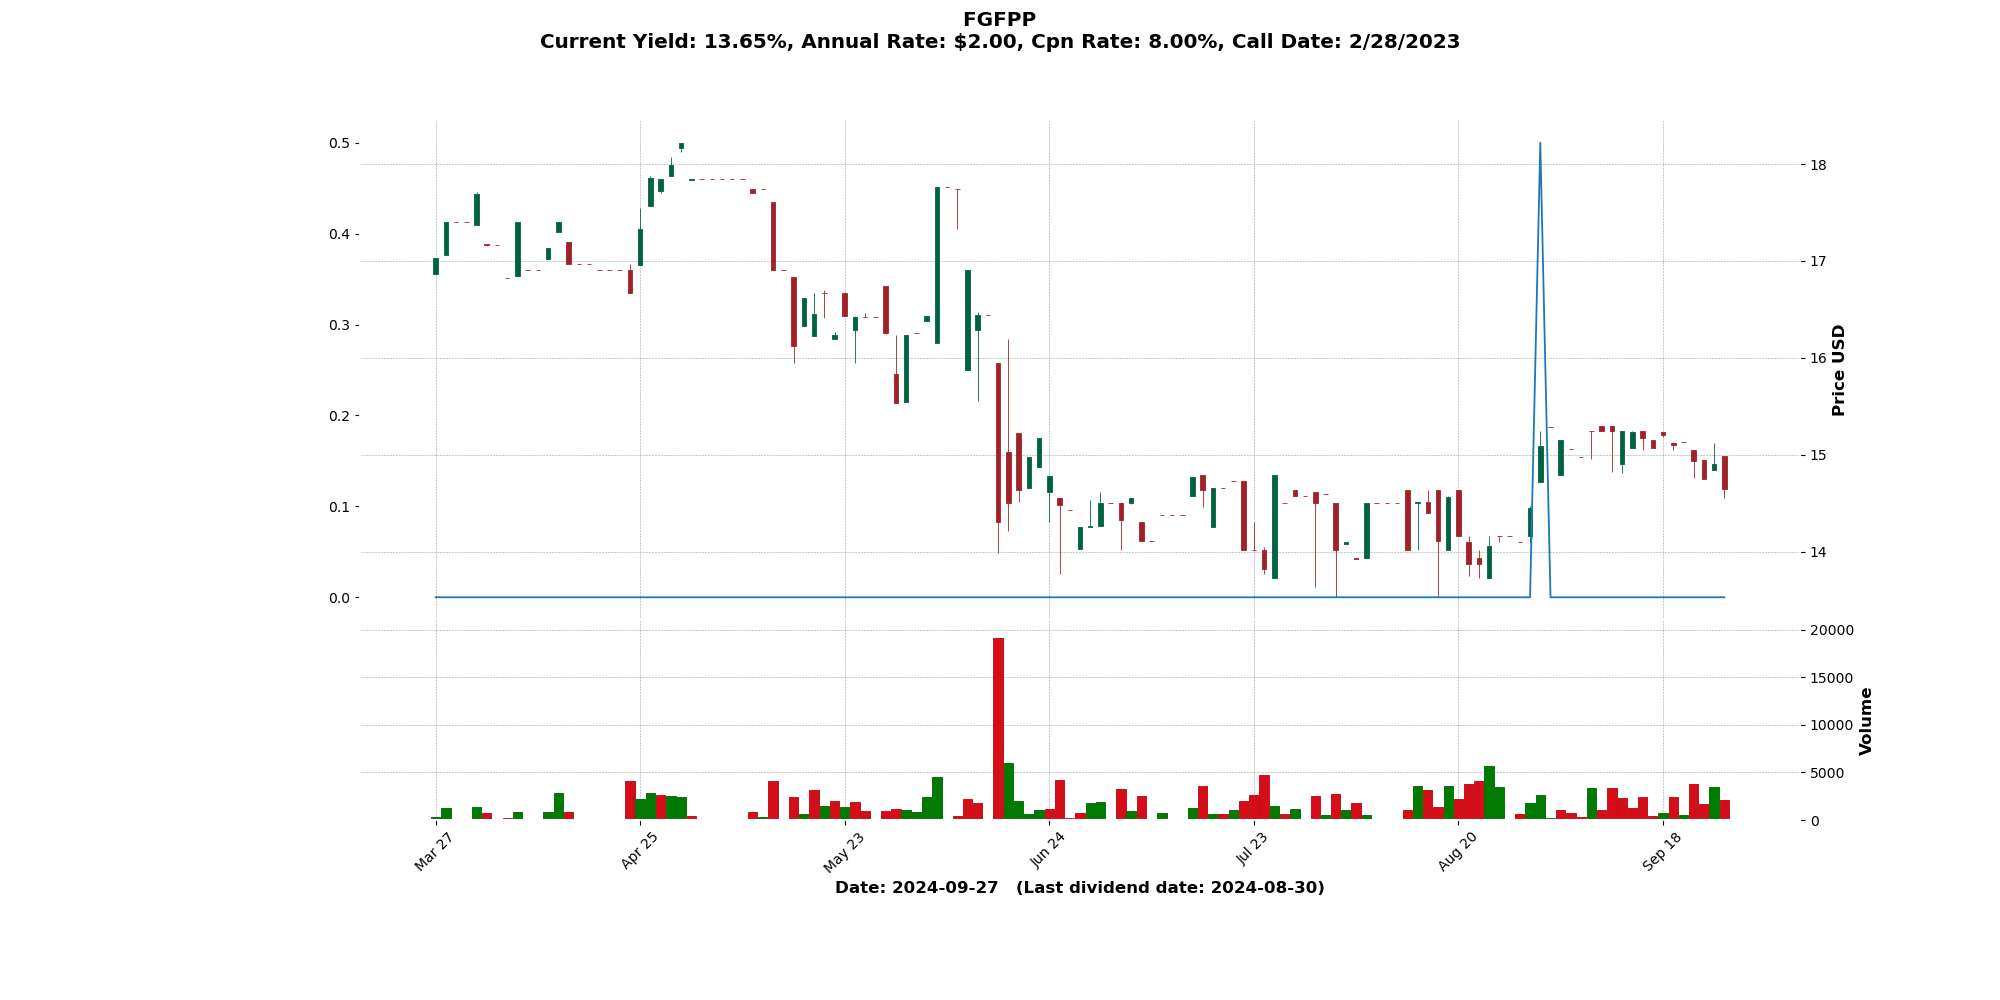 FGFPP
Current Yield: 13.65%, Annual Rate: $2.00, Cpn Rate: 8.00%, Call Date: 2/28/2023
0.5
0.4
0.3
0.2
0.1
0.0
18
17
16
15
14
Price USD
20000
15000
10000
5000
0
Volume
Mar 27
Apr 25
May 23
Jun 24
Jul 23
Aug 20
Sep 18
Date: 2024-09-27 (Last dividend date: 2024-08-30)